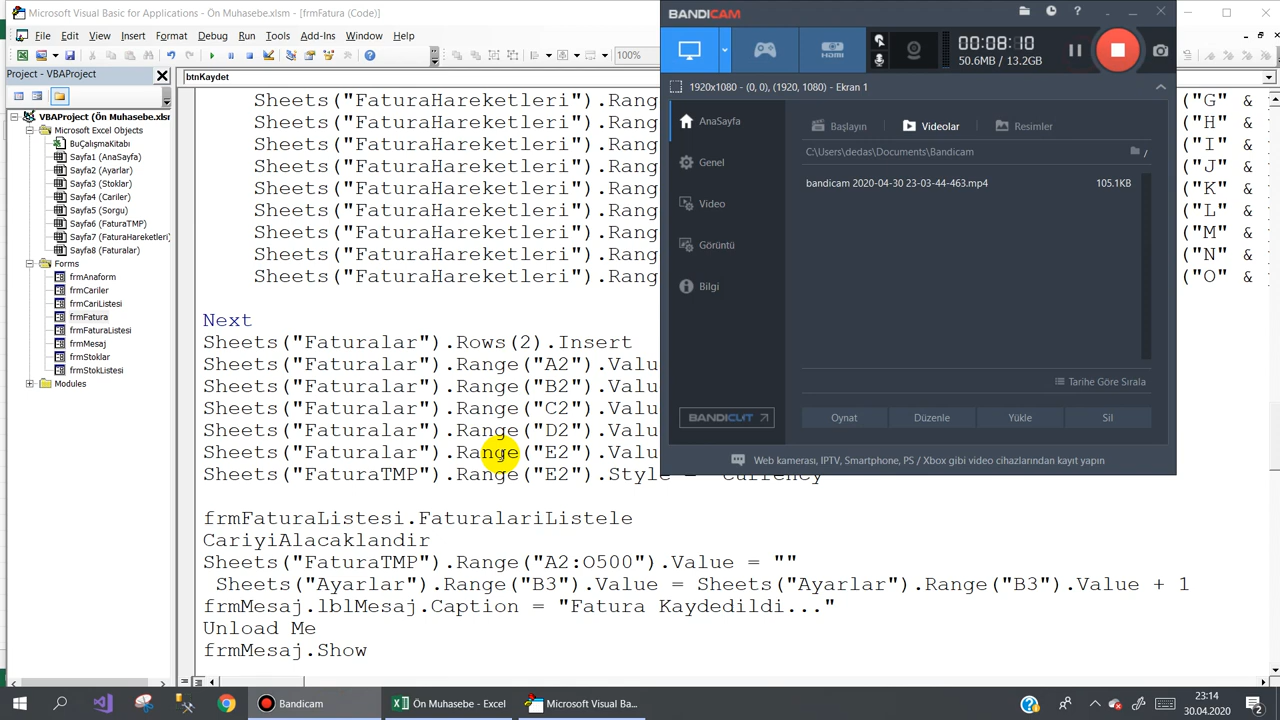 Microsoft Visual Basic for Applications - Ön Muhasebe.xlsm - [frmFatura (Code)]
File Edit View Insert Format Debug Run Tools Add-Ins Window Help
100%
Project - VBAProject
VBAProject (Ön Muhasebe.xlsm
Microsoft Excel Objects
BuÇalışmaKitabı
Sayfa1 (AnaSayfa)
Sayfa2 (Ayarlar)
Sayfa3 (Stoklar)
Sayfa4 (Cariler)
Sayfa5 (Sorgu)
Sayfa6 (FaturaTMP)
Sayfa7 (FaturaHareketleri)
Sayfa8 (Faturalar)
Forms
frmAnaform
frmCariler
frmCariListesi
frmFatura
frmFaturaListesi
frmMesaj
frmStoklar
frmStokListesi
Modules
btnKaydet
Sheets("FaturaHareketleri").Rang ("G" &
Sheets("FaturaHareketleri").Rang ("H" &
Sheets("FaturaHareketleri").Rang ("I" &
Sheets("FaturaHareketleri").Rang ("J" &
Sheets("FaturaHareketleri").Rang ("K" &
Sheets("FaturaHareketleri").Rang ("L" &
Sheets("FaturaHareketleri").Rang ("M" &
Sheets("FaturaHareketleri").Rang ("N" &
Sheets("FaturaHareketleri").Rang ("O" &
Next
Sheets("Faturalar").Rows(2).Insert
Sheets("Faturalar").Range("A2").Valu
Sheets("Faturalar").Range("B2").Valu
Sheets("Faturalar").Range("C2").Valu
Sheets("Faturalar").Range("D2").Valu
Sheets("Faturalar").Range("E2").Valu
Sheets("FaturaTMP").Range("E2").Style = "currency"
frmFaturaListesi.FaturalariListele
CariyiAlacaklandir
Sheets("FaturaTMP").Range("A2:O500").Value = ""
Sheets("Ayarlar").Range("B3").Value = Sheets("Ayarlar").Range("B3").Value + 1
frmMesaj.lblMesaj.Caption = "Fatura Kaydedildi..."
Unload Me
frmMesaj.Show
BANDICAM
00:08:10
50.6MB / 13.2GB
1920x1080 - (0, 0), (1920, 1080) - Ekran 1
AnaSayfa
Genel
Video
Görüntü
Bilgi
BANDICUT
Başlayın Videolar Resimler
C:\Users\dedas\Documents\Bandicam
/
bandicam 2020-04-30 23-03-44-463.mp4 105.1KB
Tarihe Göre Sırala
Oynat Düzenle Yükle Sil
Web kamerası, IPTV, Smartphone, PS / Xbox gibi video cihazlarından kayıt yapın
Bandicam
Ön Muhasebe - Excel
Microsoft Visual Ba...
23:14
30.04.2020
2